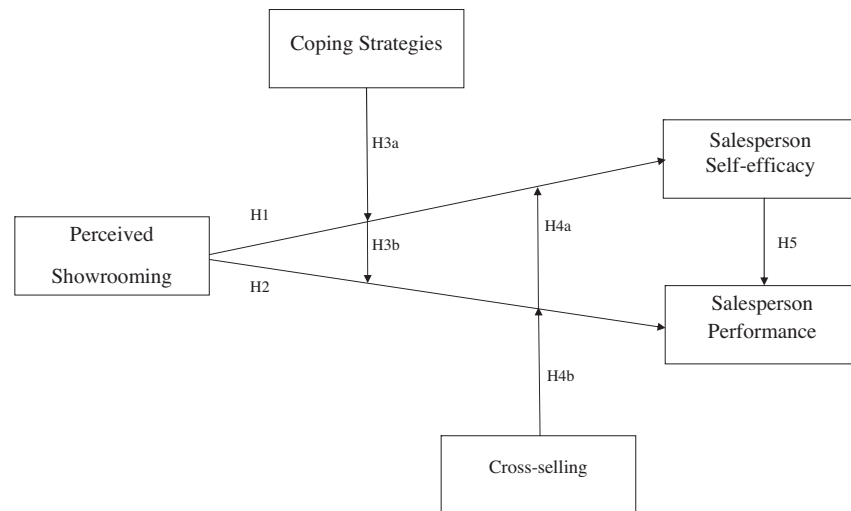 Coping Strategies
H3a
Salesperson
Self-efficacy
H1
H4a
Perceived
Showrooming
H3b
H5
H2
Salesperson
Performance
H4b
Cross-selling